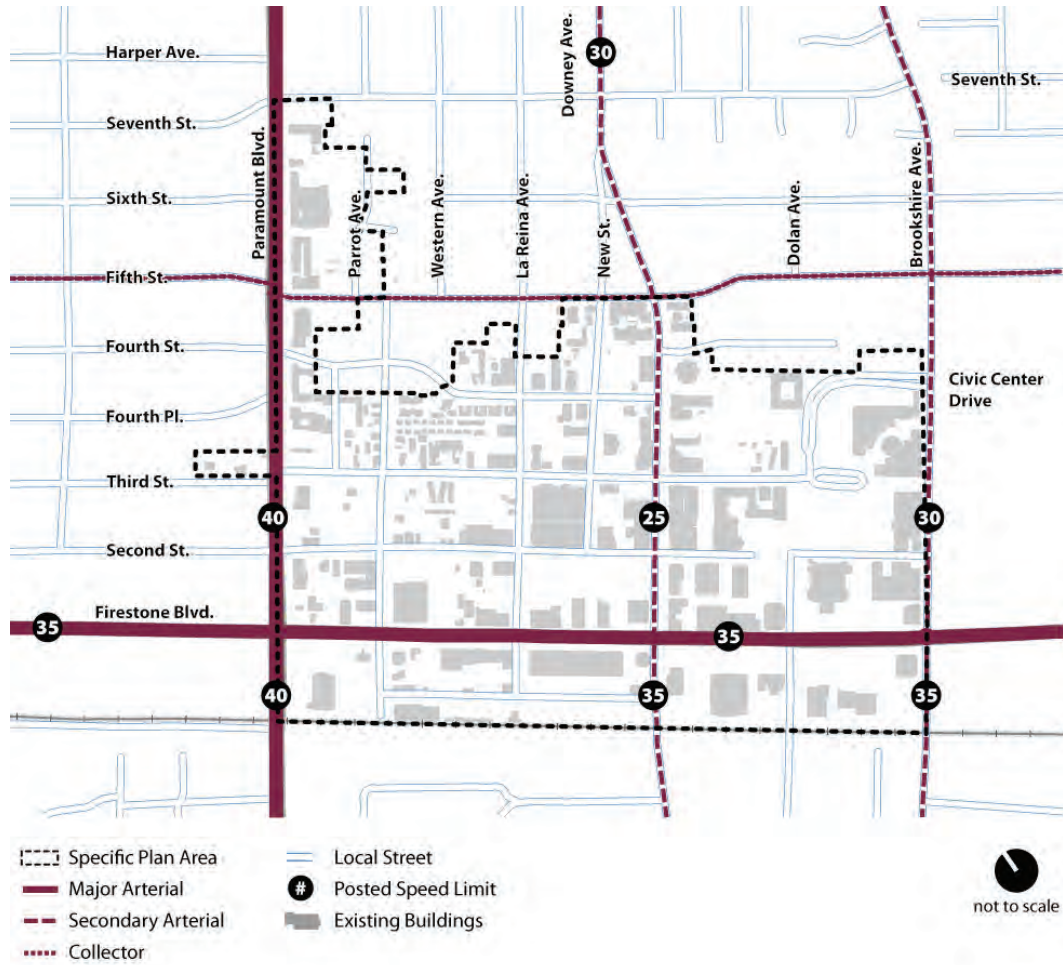 Harper Ave.
Seventh St.
Sixth St.
Fifth St.
Fourth St.
Fourth Pl.
Third St.
Second St.
Firestone Blvd.
Paramount Blvd.
Parrot Ave.
Western Ave.
La Reina Ave.
New St.
Downey Ave.
Dolan Ave.
Brookshire Ave.
Seventh St.
Civic Center
Drive
30
40
25
30
35
35
40
35
35
Specific Plan Area
Major Arterial
Secondary Arterial
Collector
Local Street
# Posted Speed Limit
Existing Buildings
not to scale